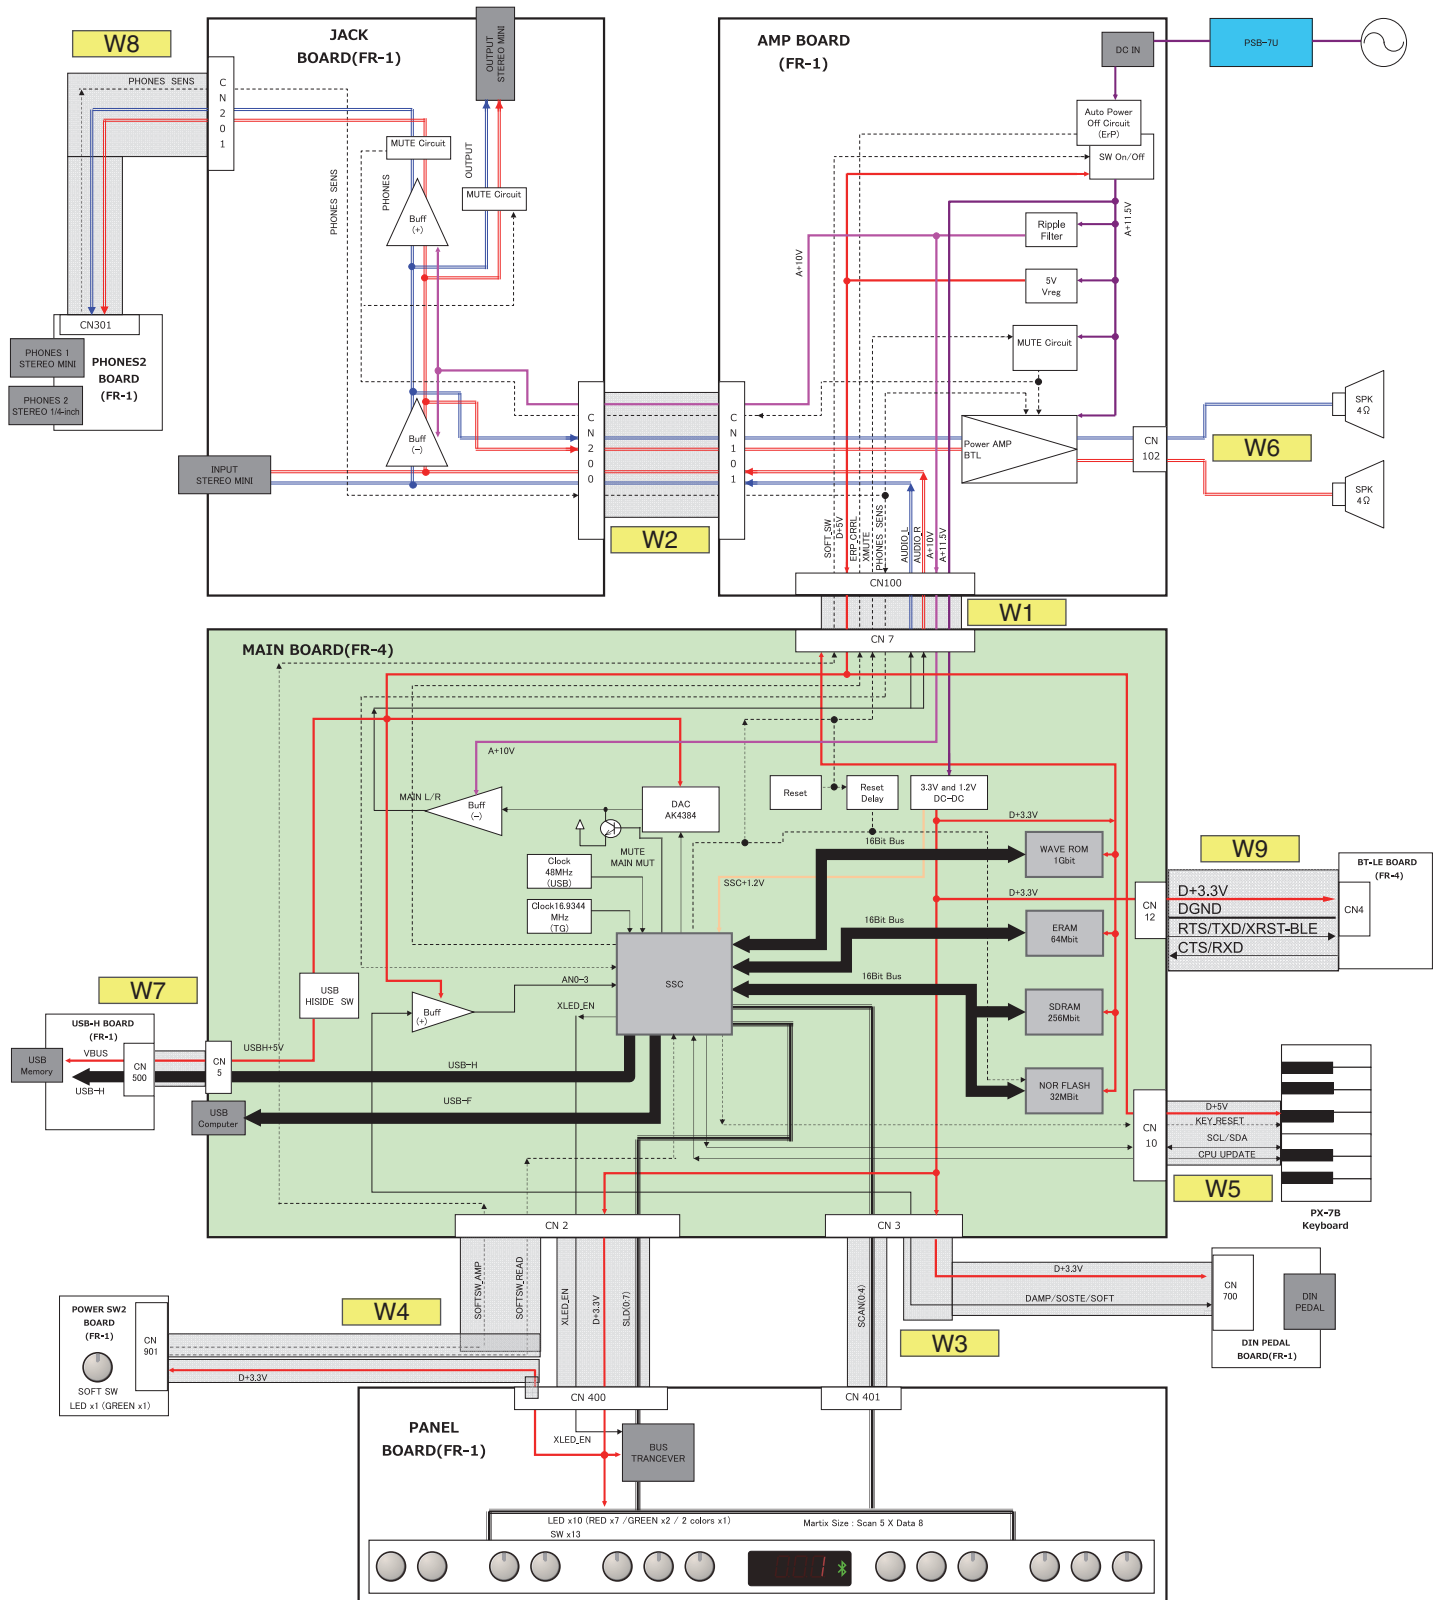 W8
JACK
BOARD(FR-1)
OUTPUT
STEREO MINI
AMP BOARD
(FR-1)
DC IN
PSB-7U
PHONES SENS
C
N
2
0
1
Auto Power
Off Circuit
(ErP)
SW On/Off
MUTE Circuit
OUTPUT
PHONES
PHONES SENS
MUTE Circuit
Buff
(+)
Ripple
Filter
A+11.5V
A+10V
5V
Vreg
MUTE Circuit
CN301
PHONES 1
STEREO MINI
PHONES2
BOARD
(FR-1)
PHONES 2
STEREO 1/4-inch
C
N
2
0
0
C
N
1
0
1
Buff
(-)
Power AMP
BTL
CN
102
SPK
4Ω
W6
SPK
4Ω
INPUT
STEREO MINI
W2
SOFT_SW
D+5V
ERP_CRRL
XMUTE
PHONES SENS
AUDIO_L
AUDIO_R
A+10V
A+11.5V
CN100
W1
CN 7
MAIN BOARD(FR-4)
A+10V
MAIN L/R
Buff
(-)
DAC
AK4384
Reset
Reset
Delay
3.3V and 1.2V
DC-DC
D+3.3V
MUTE
MAIN MUT
16Bit Bus
WAVE ROM
1Gbit
Clock
48MHz
(USB)
SSC+1.2V
Clock16.9344
MHz
(TG)
D+3.3V
16Bit Bus
ERAM
64Mbit
CN
12
W9
BT-LE BOARD
(FR-4)
D+3.3V
DGND
RTS/TXD/XRST-BLE
CTS/RXD
CN4
SSC
16Bit Bus
AN0-3
USB
HISIDE SW
Buff
(+)
XLED_EN
SDRAM
256Mbit
W7
USB-H BOARD
(FR-1)
USB
Memory
VBUS
USB-H
CN
500
CN
5
USBH+5V
USB-H
USB-F
USB
Computer
NOR FLASH
32MBit
CN
10
D+5V
KEY_RESET
SCL/SDA
CPU UPDATE
W5
PX-7B
Keyboard
CN 2
CN 3
SOFTSW_AMP
SOFTSW_READ
XLED_EN
D+3.3V
SLD(0:7)
SCAN(0:4)
D+3.3V
DAMP/SOSTE/SOFT
CN
700
DIN
PEDAL
DIN PEDAL
BOARD(FR-1)
W4
W3
POWER SW2
BOARD
(FR-1)
CN
901
SOFT SW
LED x1 (GREEN x1)
D+3.3V
CN 400
CN 401
PANEL
BOARD(FR-1)
XLED_EN
BUS
TRANCEVER
LED x10 (RED x7 /GREEN x2 / 2 colors x1)
SW x13
Martix Size : Scan 5 X Data 8